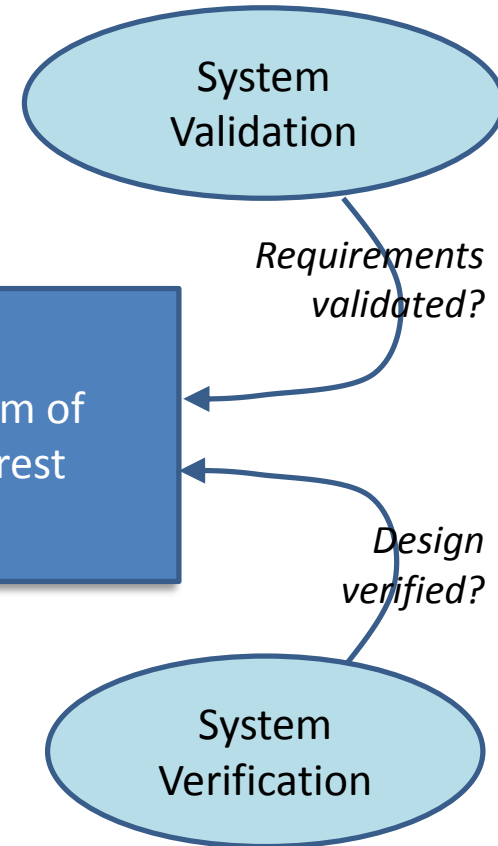 System
Validation
Requirements
validated?
m of
rest
Design
verified?
System
Verification